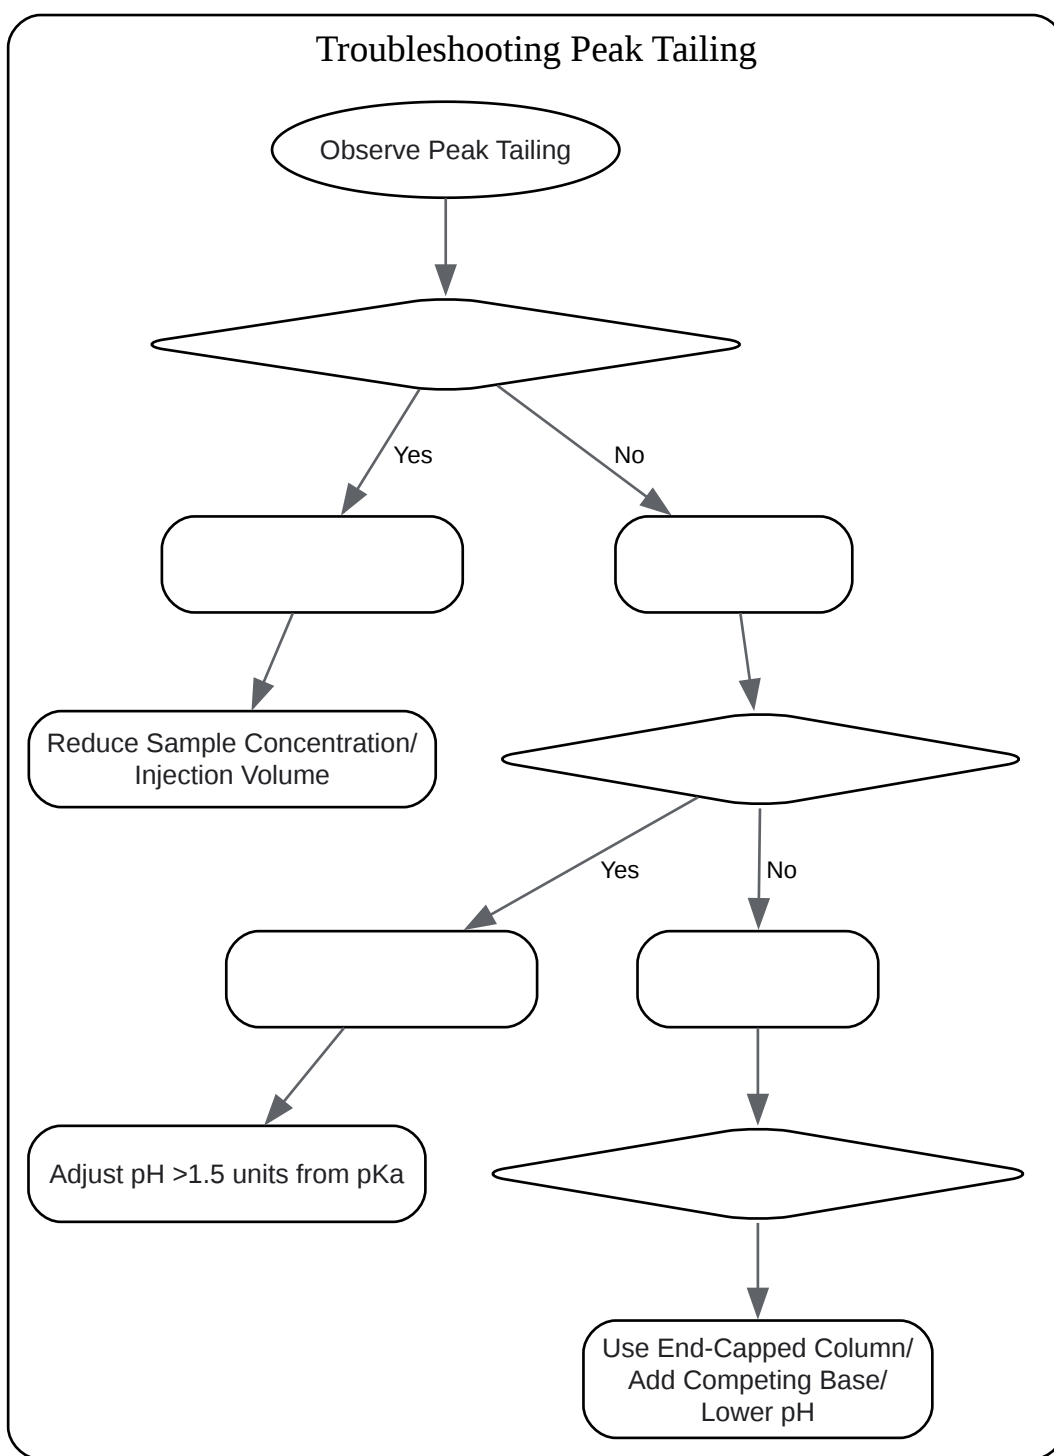 Troubleshooting Peak Tailing
Observe Peak Tailing
Yes
No
Reduce Sample Concentration/
Injection Volume
Yes
No
Adjust pH >1.5 units from pKa
Use End-Capped Column/
Add Competing Base/
Lower pH